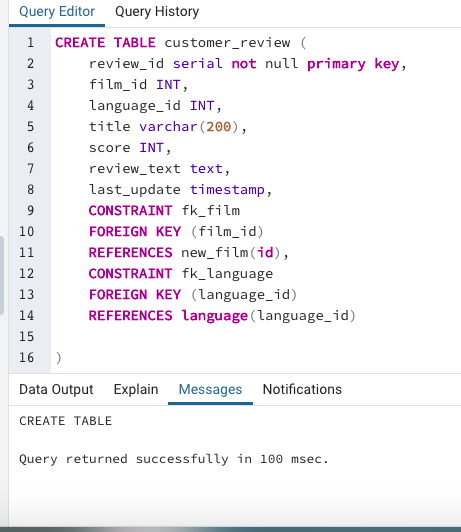 Query Editor Query History
1 CREATE TABLE customer_review (
2 review_id serial not null primary key,
3 film_id INT,
4 language_id INT,
5 title varchar(200),
6 score INT,
7 review_text text,
8 last_update timestamp,
9 CONSTRAINT fk_film
10 FOREIGN KEY (film_id)
11 REFERENCES new_film(id),
12 CONSTRAINT fk_language
13 FOREIGN KEY (language_id)
14 REFERENCES language(language_id)
15
16 )
Data Output Explain Messages Notifications
CREATE TABLE
Query returned successfully in 100 msec.